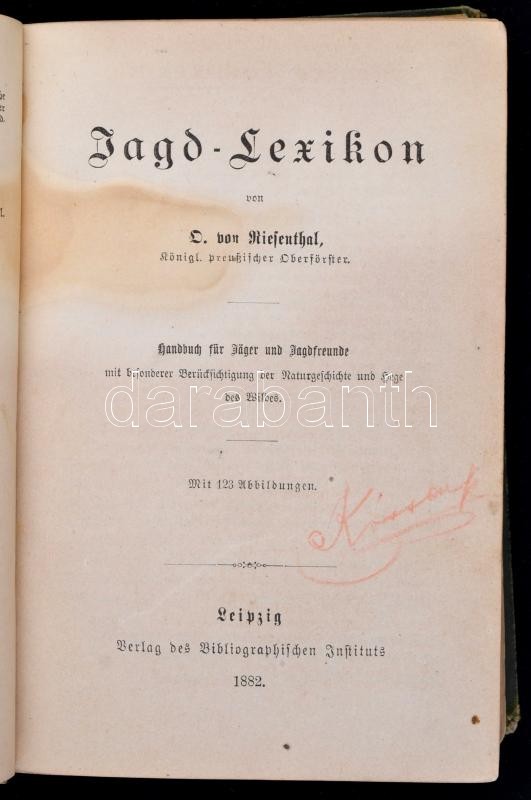 Jagd-Lexikon
von
O. von Riesenthal,
Königl. preußischer Oberförster.
Handbuch für Jäger und Jagdfreunde
mit besonderer Berücksichtigung der Naturgeschichte und Hege
des Wildes.
darabanth
Mit 123 Abbildungen.
Leipzig
Verlag des Bibliographischen Instituts
1882.